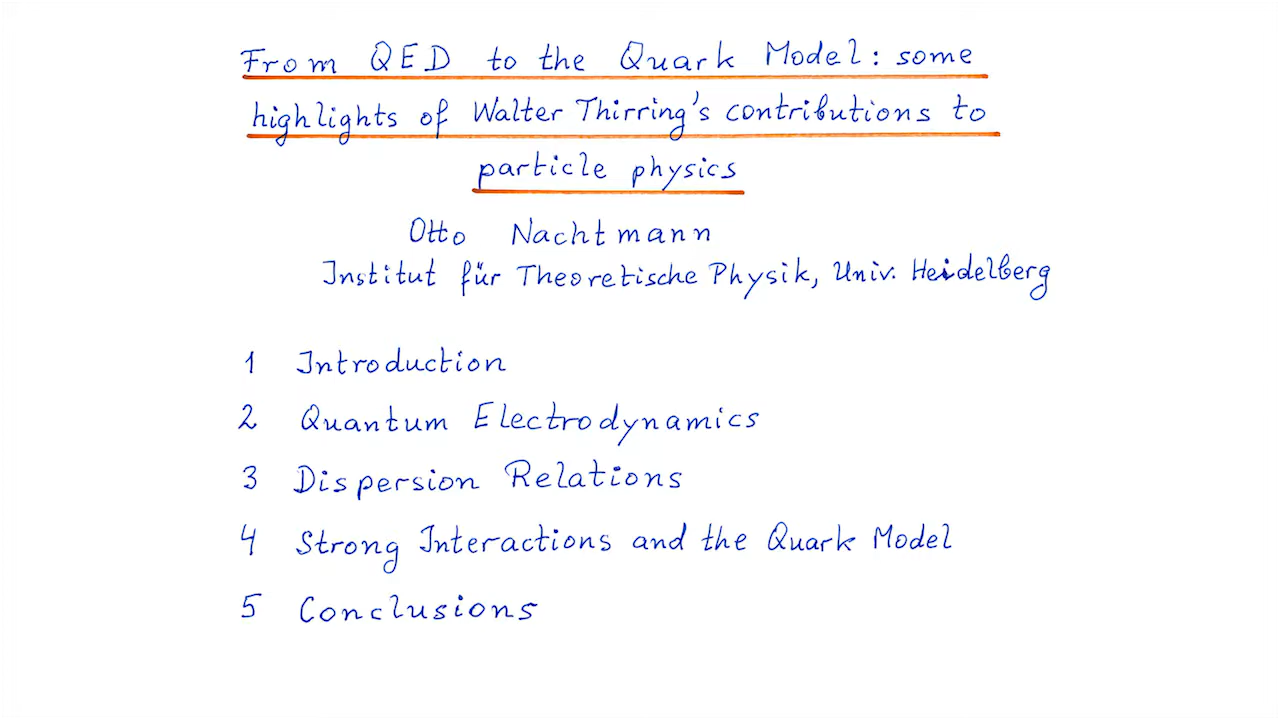 From QED to the Quark Model: some
highlights of Walter Thirring's contributions to
particle physics
Otto Nachtmann
Institut für Theoretische Physik, Univ. Heidelberg
1 Introduction
2 Quantum Electrodynamics
3 Dispersion Relations
4 Strong Interactions and the Quark Model
5 Conclusions